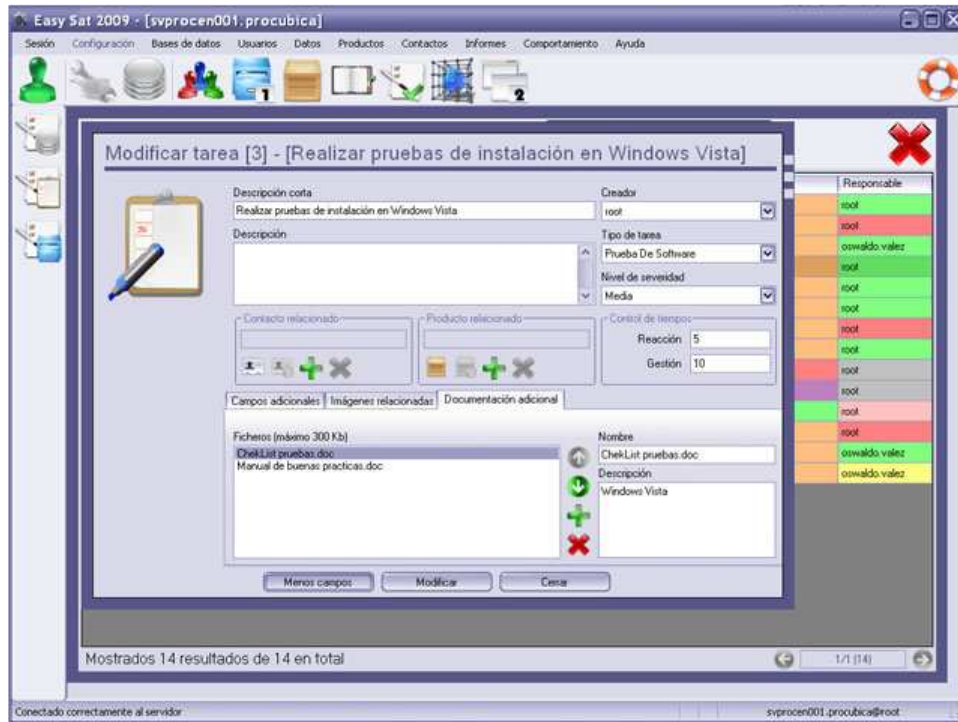 Easy Sat 2009 - [svprocen001.procubica]
Sesión Configuración Bases de datos Usuarios Datos Productos Contactos Informes Comportamiento Ayuda
1
2
Modificar tarea [3] - [Realizar pruebas de instalación en Windows Vista]
Responsable
root
root
oswaldo.valez
root
root
root
root
root
root
root
root
root
oswaldo.valez
oswaldo.valez
Descripción corta
Realizar pruebas de instalación en Windows Vista
Creador
root
Descripción
Tipo de tarea
Prueba De Software
Nivel de severidad
Media
Contacto relacionado
Producto relacionado
Control de tiempos
Reacción 5
Gestión 10
Campos adicionales Imágenes relacionadas Documentación adicional
Ficheros (máximo 300 Kb)
ChekList pruebas.doc
Manual de buenas practicas.doc
Nombre
ChekList pruebas.doc
Descripción
Windows Vista
Menos campos Modificar Cerrar
Mostrados 14 resultados de 14 en total
1/1 (14)
Conectado correctamente al servidor
svprocen001.procubica@root